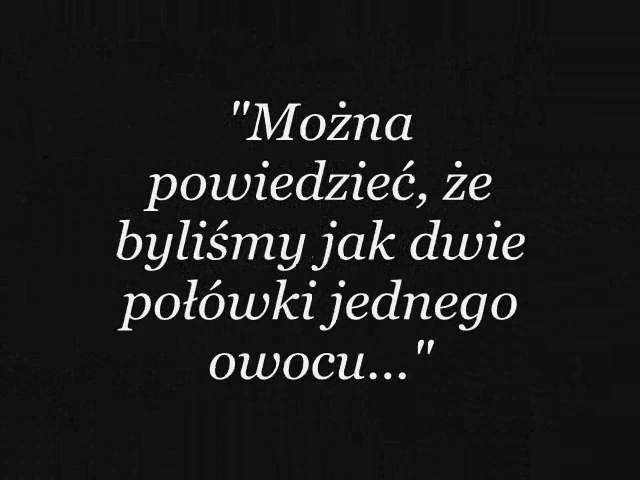 "Można
powiedzieć, że
byliśmy jak dwie
połówki jednego
owocu..."